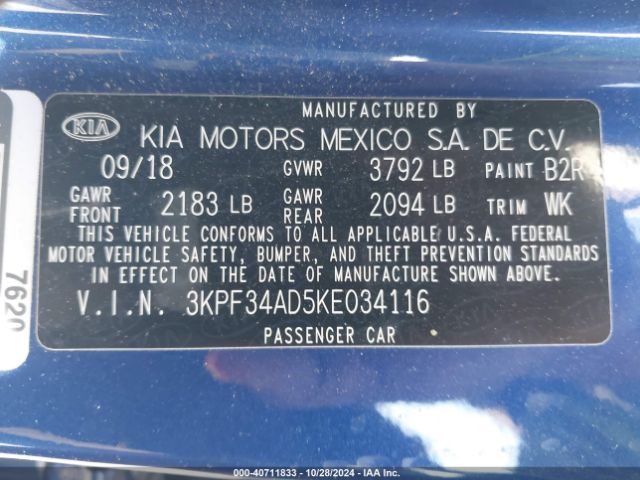 MANUFACTURED BY
KIA KIA MOTORS MEXICO S.A. DE C.V.
09/18 GVWR 3792 LB PAINT B2R
GAWR FRONT 2183 LB GAWR REAR 2094 LB TRIM WK
THIS VEHICLE CONFORMS TO ALL APPLICABLE U.S.A. FEDERAL
MOTOR VEHICLE SAFETY, BUMPER, AND THEFT PREVENTION STANDARDS
IN EFFECT ON THE DATE OF MANUFACTURE SHOWN ABOVE.
V.I.N. 3KPF34AD5KE034116
PASSENGER CAR
7620
000-40711833 - 10/28/2024 - IAA Inc.